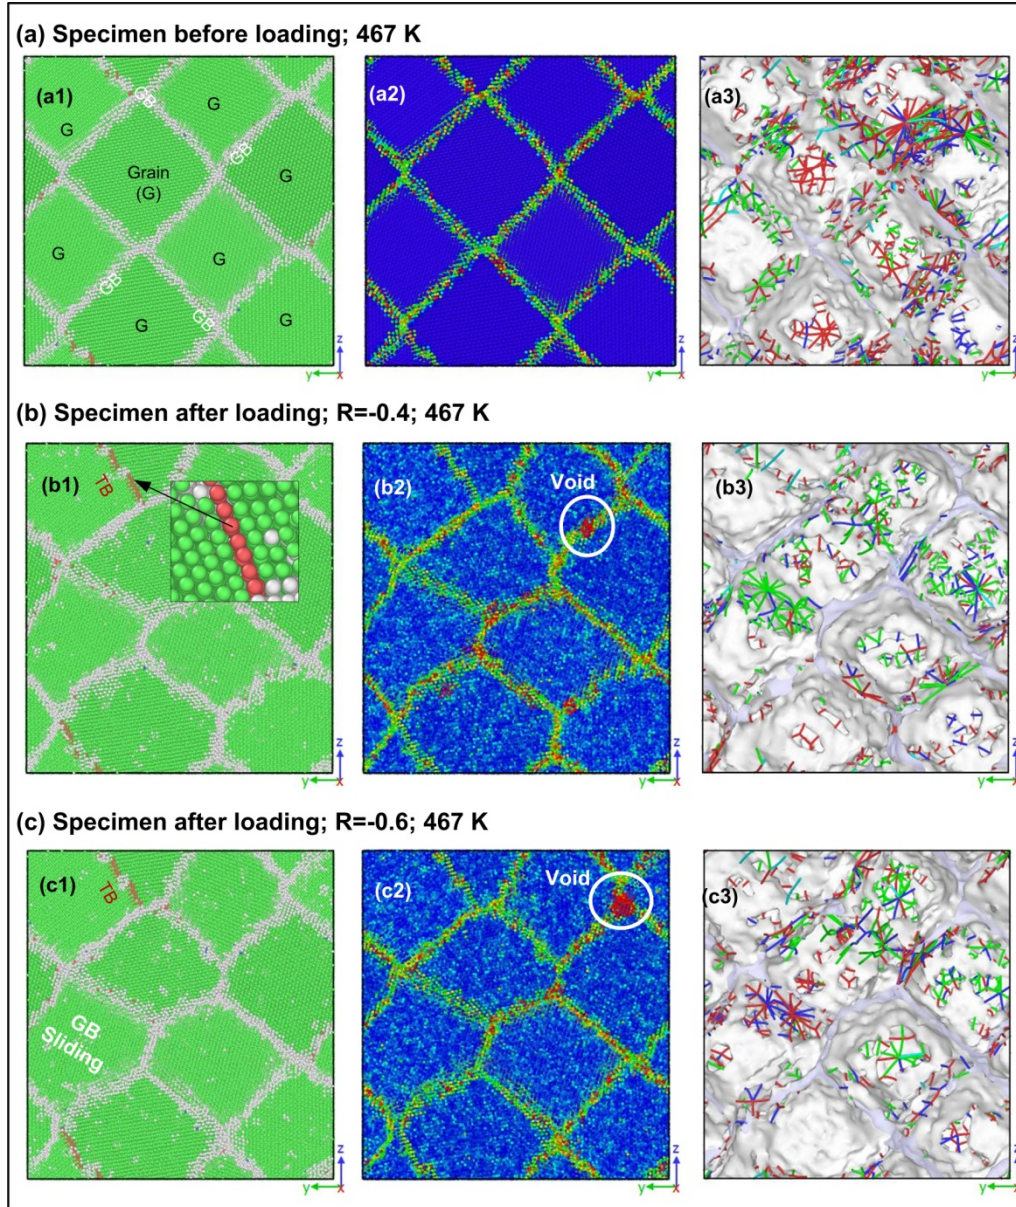 (a) Specimen before loading; 467 K
(a1)
GB
G
G
GB
Grain
(G)
G
G
G
GB
G
GB
G
z
y
x
(a2)
z
y
x
(a3)
z
y
x
(b) Specimen after loading; R=-0.4; 467 K
(b1)
TB
z
y
x
(b2)
Void
z
y
x
(b3)
z
y
x
(c) Specimen after loading; R=-0.6; 467 K
(c1)
TB
GB
Sliding
z
y
x
(c2)
Void
z
y
x
(c3)
z
y
x